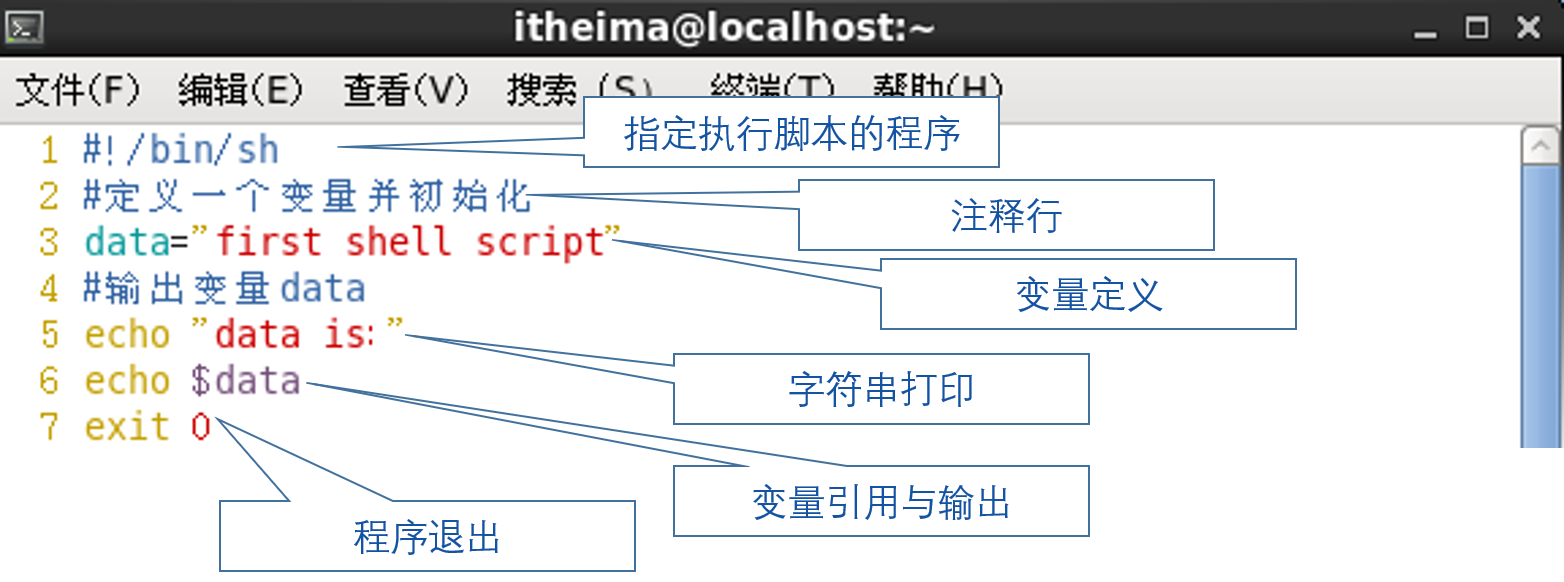 itheima@localhost:~
文件(F) 编辑(E) 查看(V) 搜索 (S) 终端(T) 帮助(H)
指定执行脚本的程序
1 #!/bin/sh
2 #定义一个变量并初始化
注释行
3 data=”first shell script”
变量定义
4 #输出变量data
5 echo ”data is:”
字符串打印
6 echo $data
变量引用与输出
7 exit 0
程序退出